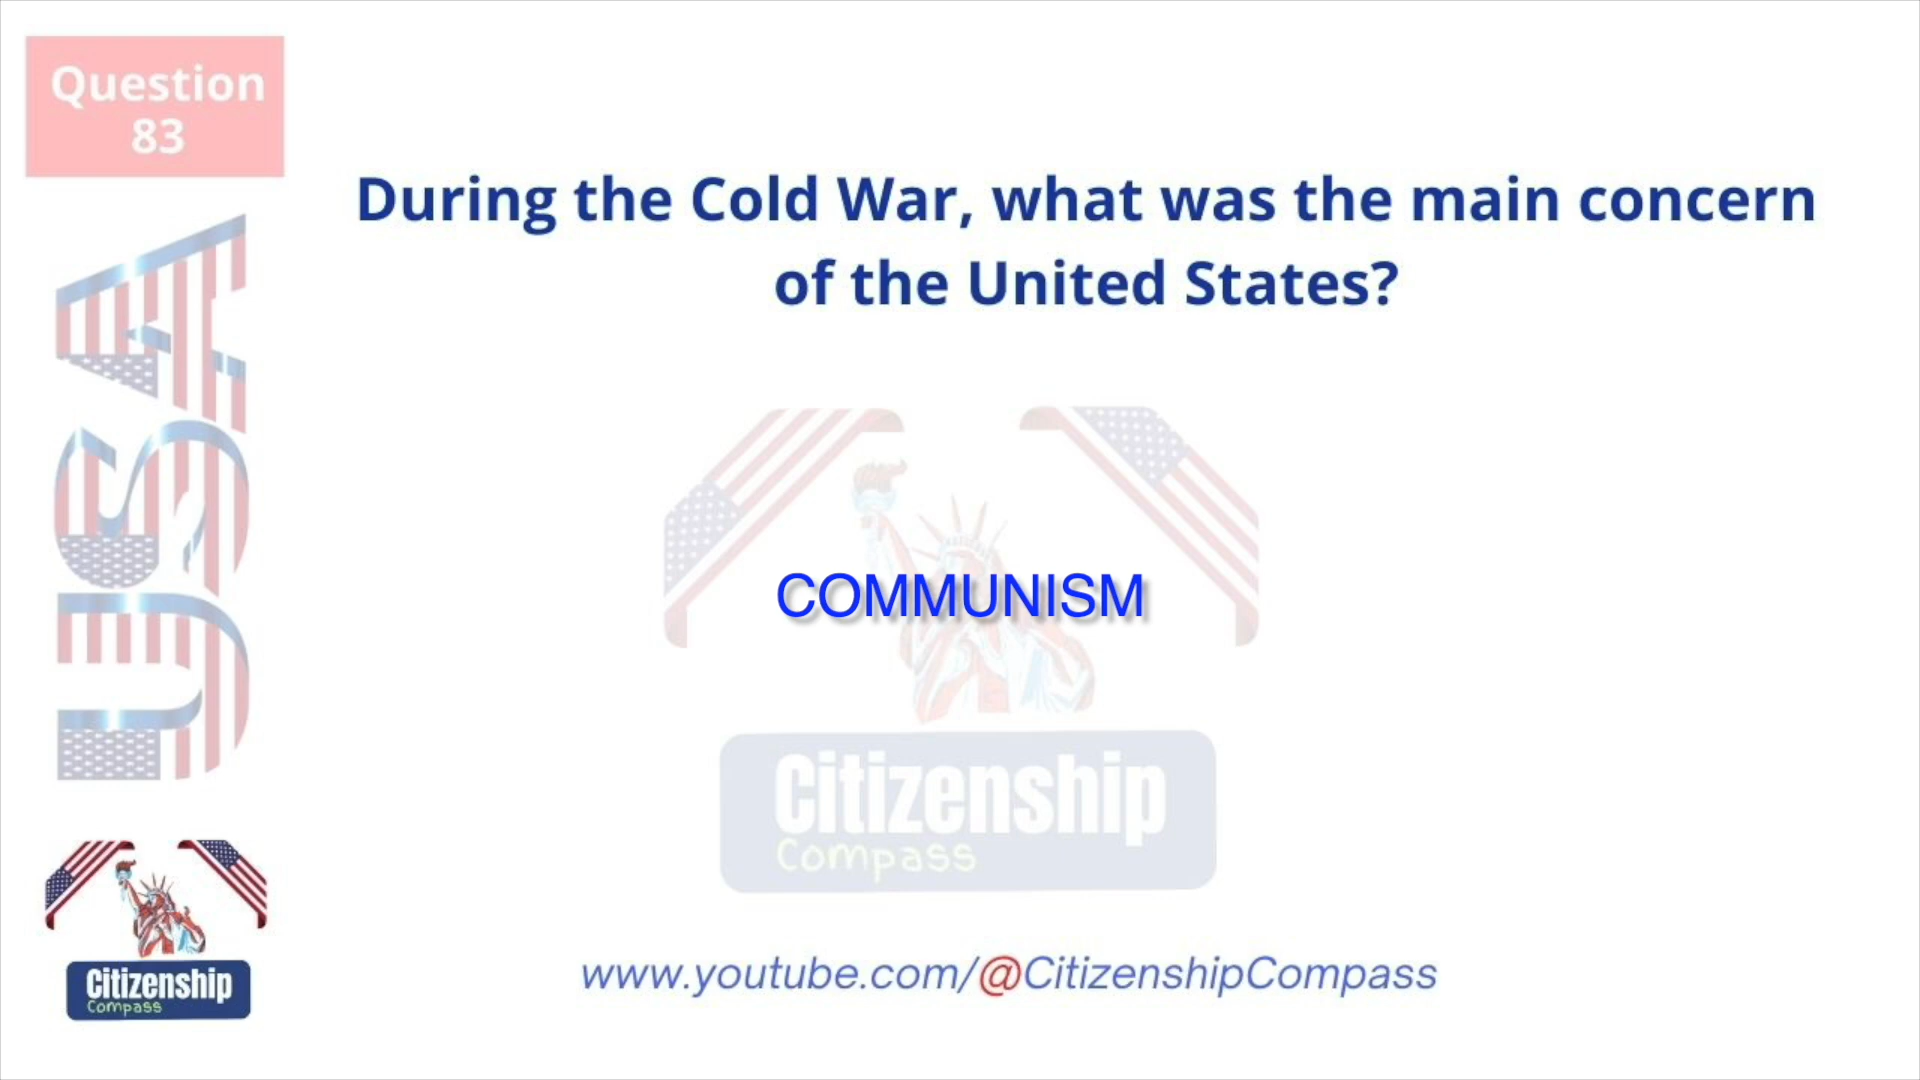 Question
83
During the Cold War, what was the main concern
of the United States?
USA
COMMUNISM
Citizenship
Compass
Citizenship
Compass
www.youtube.com/@CitizenshipCompass